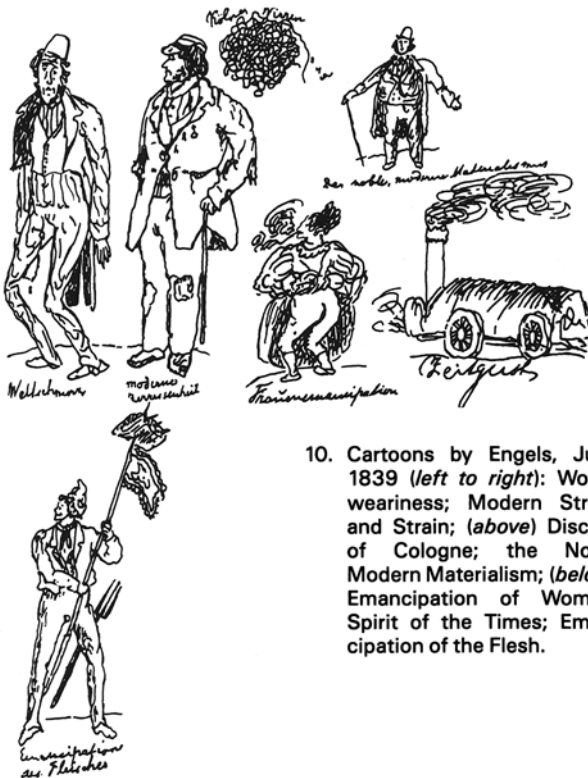 Kölner Wirren
Der noble, moderne Materialismus
Weltschmerz
moderne
Zerrissenheit
Frauenemancipation
Zeitgeist
10. Cartoons by Engels, Ju
1839 (left to right): Wo
weariness; Modern Str
and Strain; (above) Disc
of Cologne; the No
Modern Materialism; (belo
Emancipation of Wom
Spirit of the Times; Em
cipation of the Flesh.
Emancipation
des Fleisches